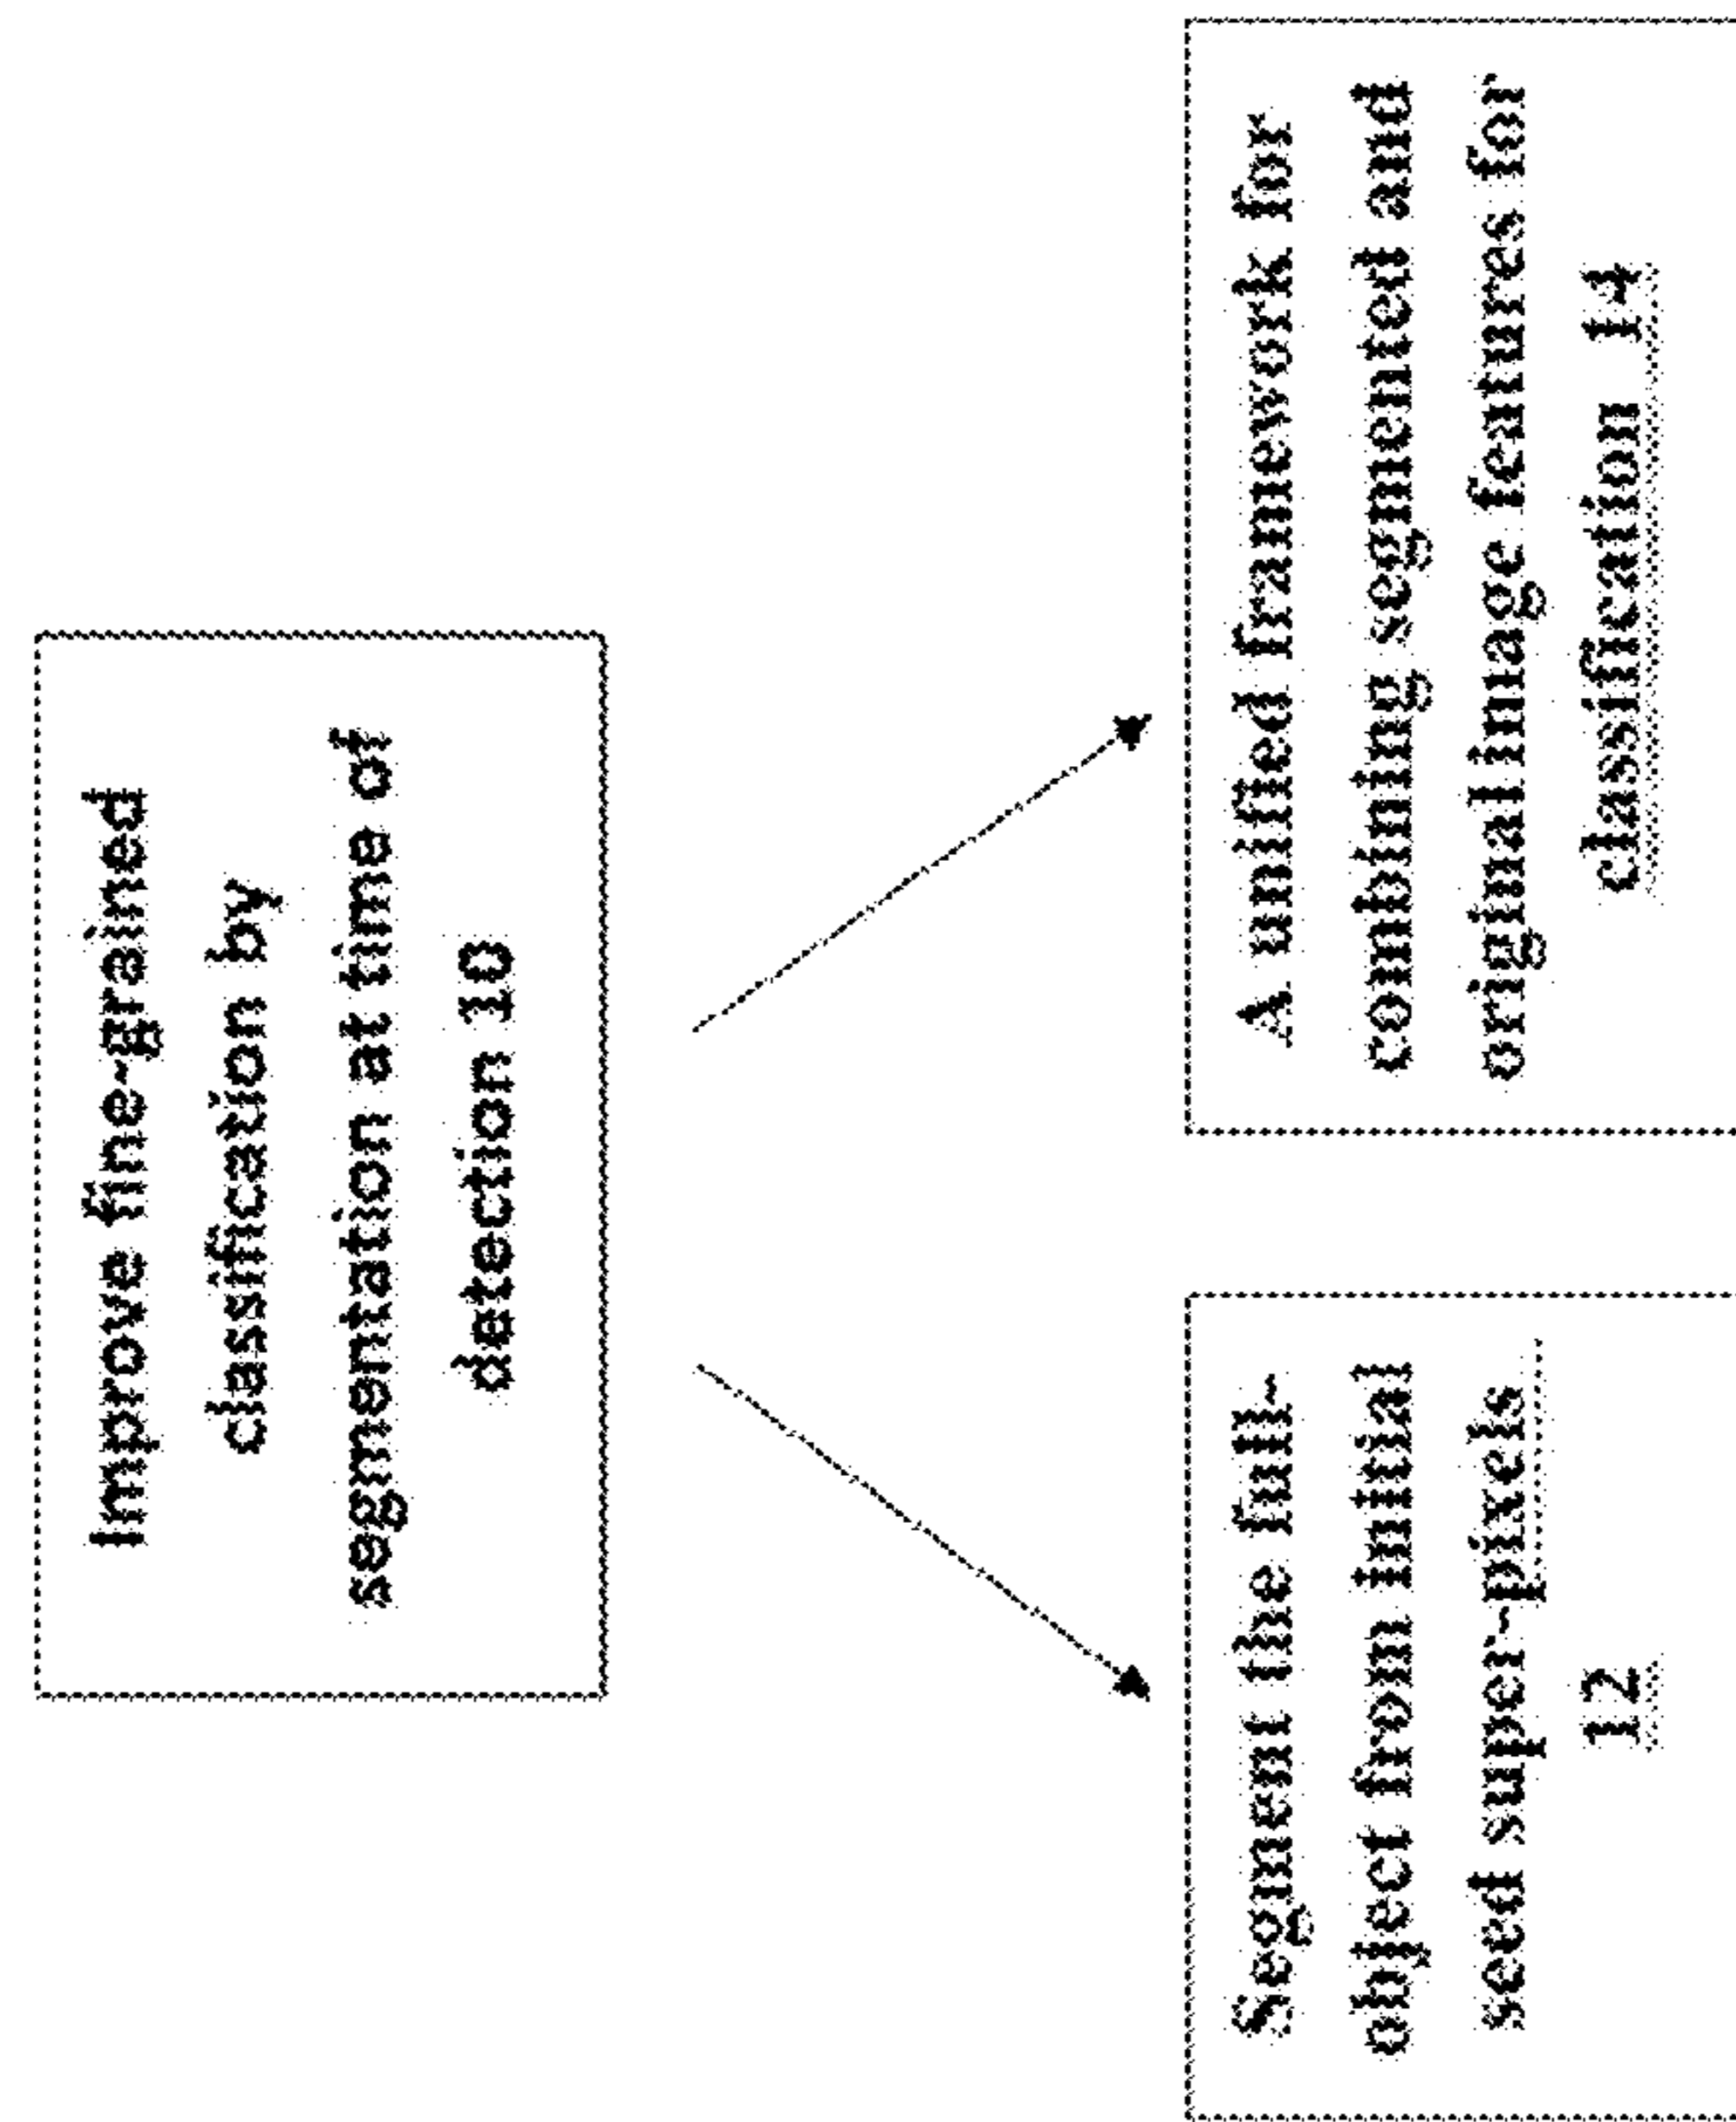 Improve fine-grained
classification by
segmentation at time of
detection 10
Segment the full-
object from initial
seed super-pixels
12
A unified framework for
combining segmented and
original image features for
classification 14